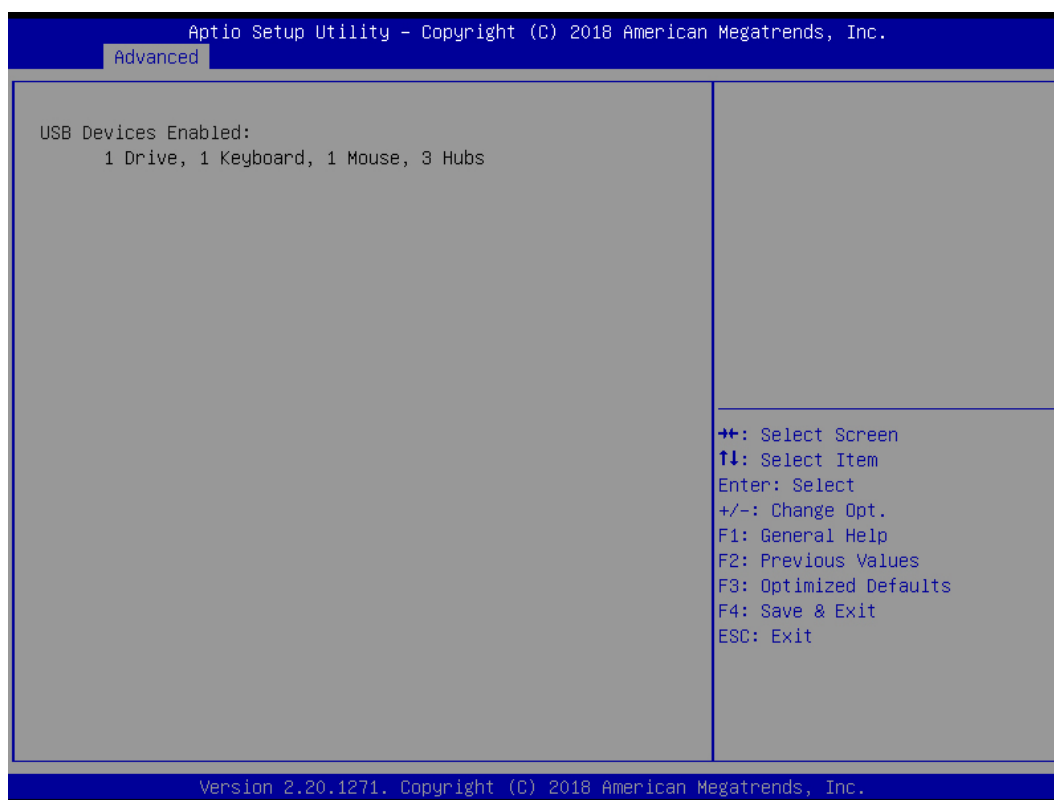 Aptio Setup Utility – Copyright (C) 2018 American Megatrends, Inc.
Advanced
USB Devices Enabled:
1 Drive, 1 Keyboard, 1 Mouse, 3 Hubs
→←: Select Screen
↑↓: Select Item
Enter: Select
+/-: Change Opt.
F1: General Help
F2: Previous Values
F3: Optimized Defaults
F4: Save & Exit
ESC: Exit
Version 2.20.1271. Copyright (C) 2018 American Megatrends, Inc.